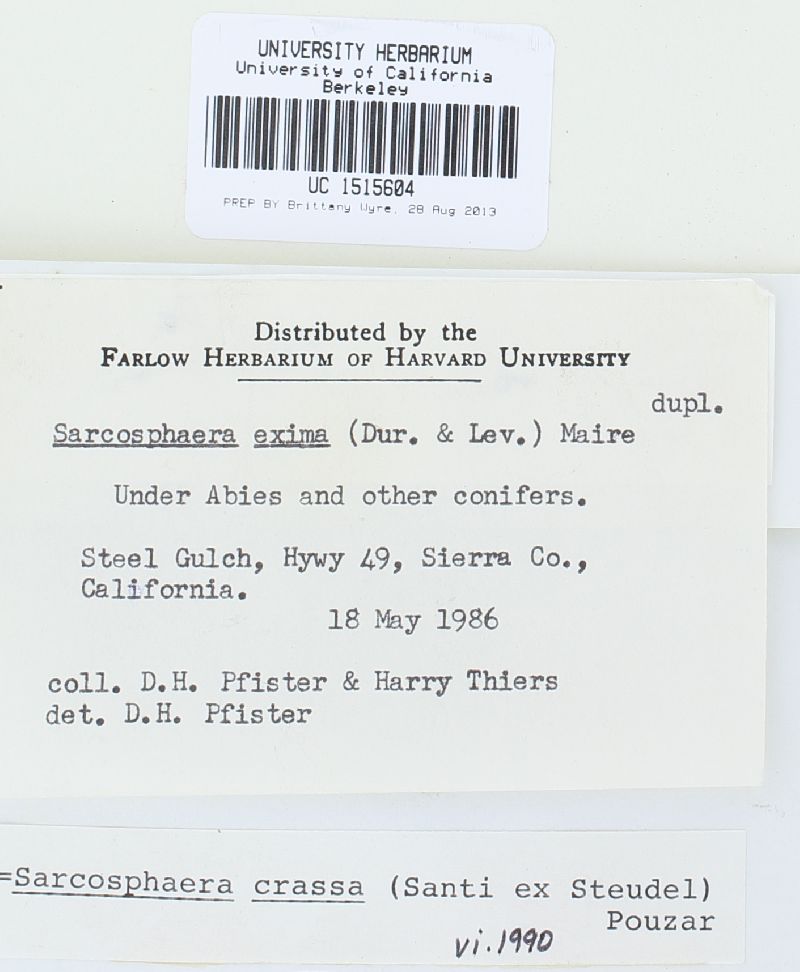 UNIVERSITY HERBARIUM
University of California
Berkeley
UC 1515604
PREP BY Brittany Wyre, 28 Aug 2013
Distributed by the
FARLOW HERBARIUM OF HARVARD UNIVERSITY
dupl.
Sarcosphaera exima (Dur. & Lev.) Maire
Under Abies and other conifers.
Steel Gulch, Hywy 49, Sierra Co.,
California.
18 May 1986
coll. D.H. Pfister & Harry Thiers
det. D.H. Pfister
=Sarcosphaera crassa (Santi ex Steudel)
Pouzar
vi.1990